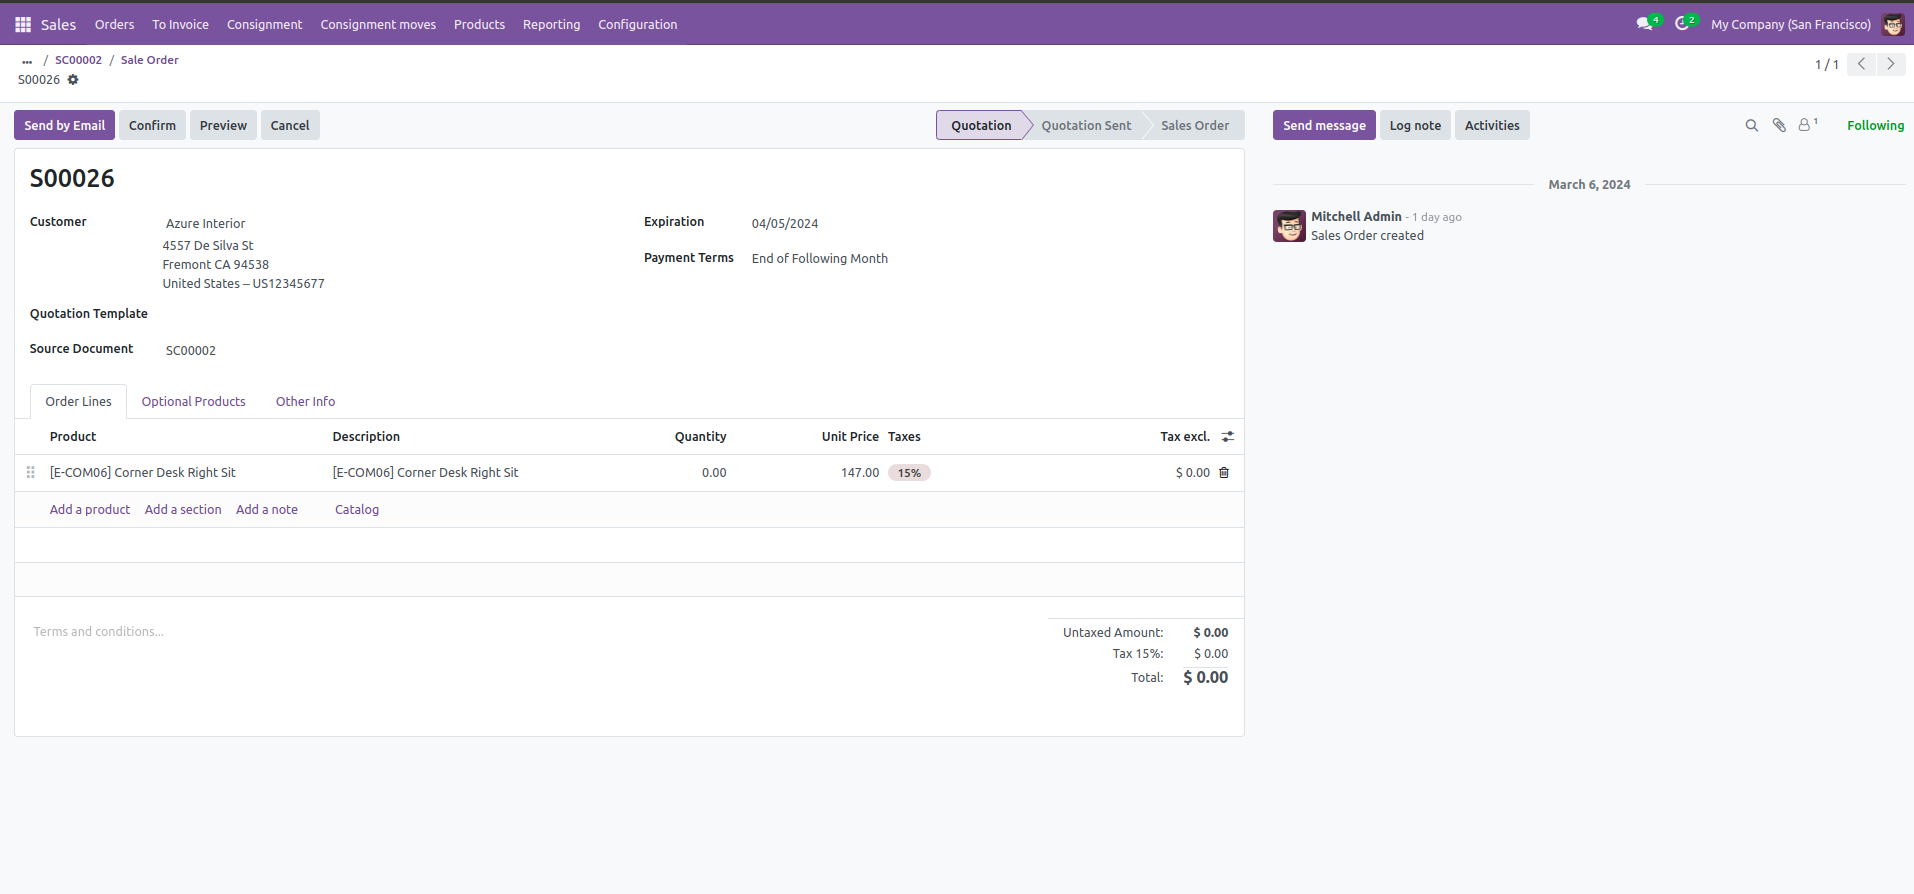 Sales Orders To Invoice Consignment Consignment moves Products Reporting Configuration 4 2 My Company (San Francisco)
... / SC00002 / Sale Order
S00026
1 / 1
Send by Email Confirm Preview Cancel
Quotation Quotation Sent Sales Order
Send message Log note Activities 1 Following
S00026
Customer Azure Interior
4557 De Silva St
Fremont CA 94538
United States – US12345677
Quotation Template
Source Document SC00002
Expiration 04/05/2024
Payment Terms End of Following Month
Order Lines Optional Products Other Info
Product Description Quantity Unit Price Taxes Tax excl.
[E-COM06] Corner Desk Right Sit [E-COM06] Corner Desk Right Sit 0.00 147.00 15% $ 0.00
Add a product Add a section Add a note Catalog
Terms and conditions...
Untaxed Amount: $ 0.00
Tax 15%: $ 0.00
Total: $ 0.00
March 6, 2024
Mitchell Admin - 1 day ago
Sales Order created